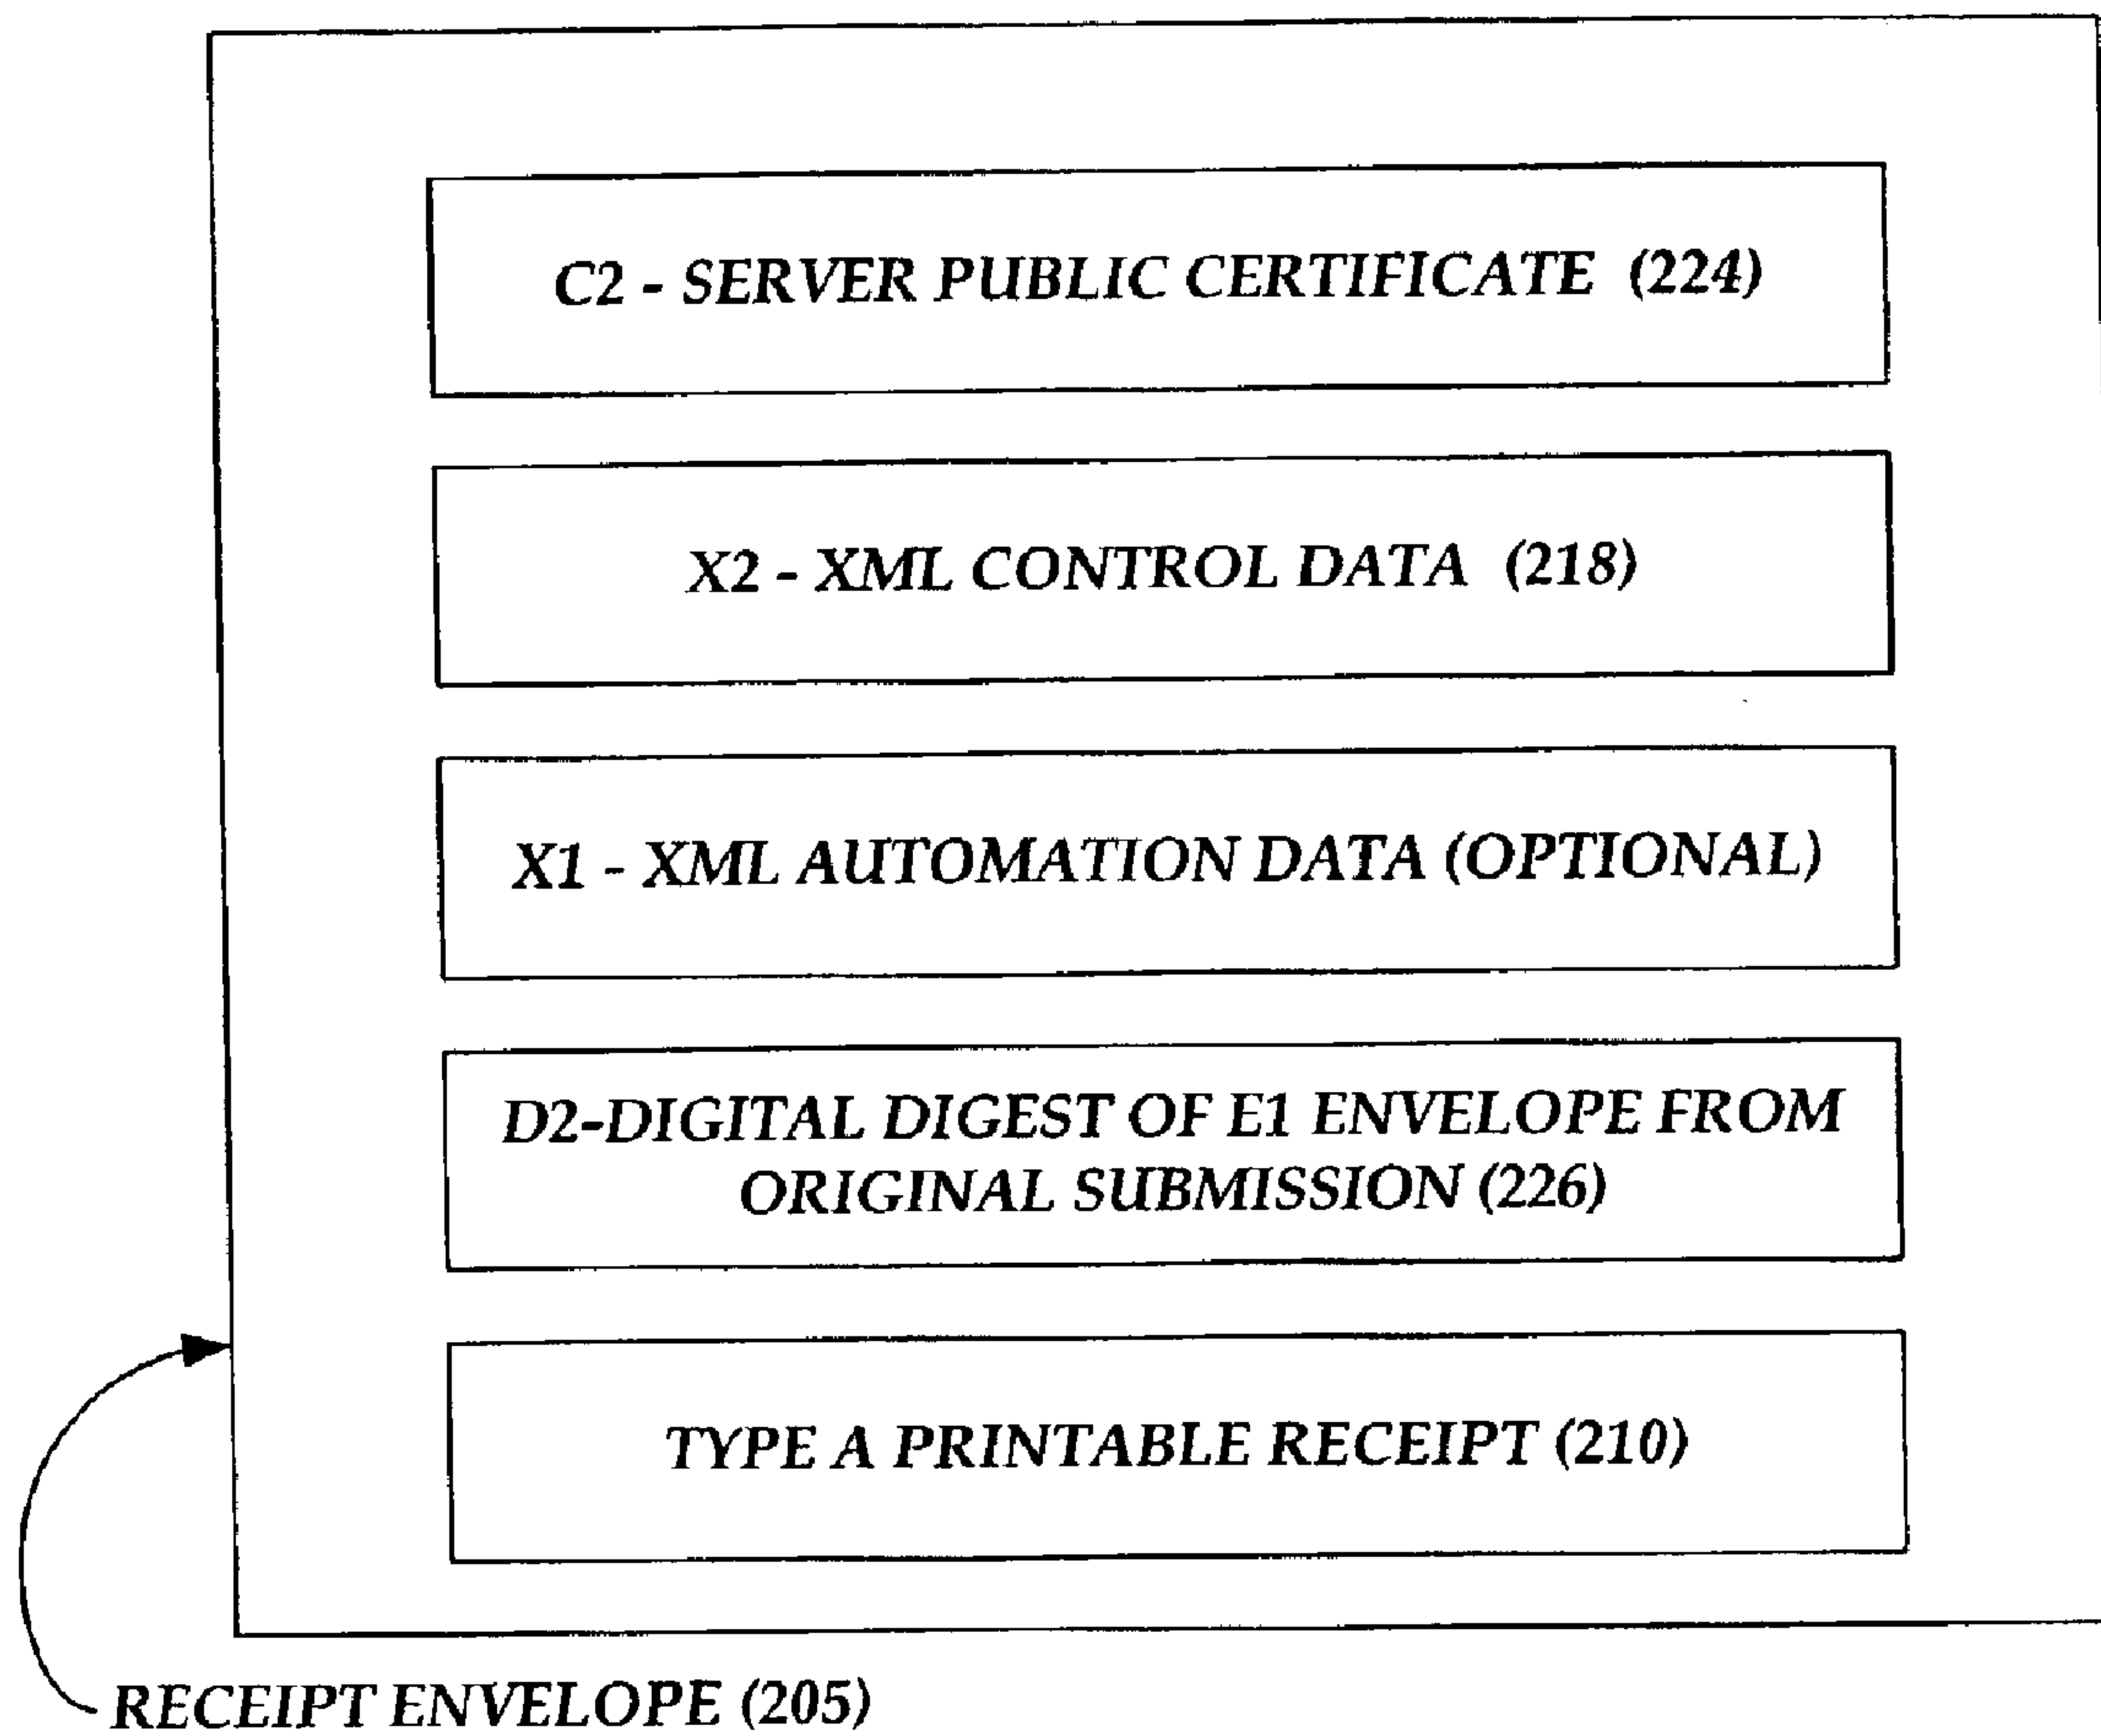 C2 - SERVER PUBLIC CERTIFICATE (224)
X2 - XML CONTROL DATA (218)
X1 - XML AUTOMATION DATA (OPTIONAL)
D2-DIGITAL DIGEST OF E1 ENVELOPE FROM
ORIGINAL SUBMISSION (226)
TYPE A PRINTABLE RECEIPT (210)
RECEIPT ENVELOPE (205)